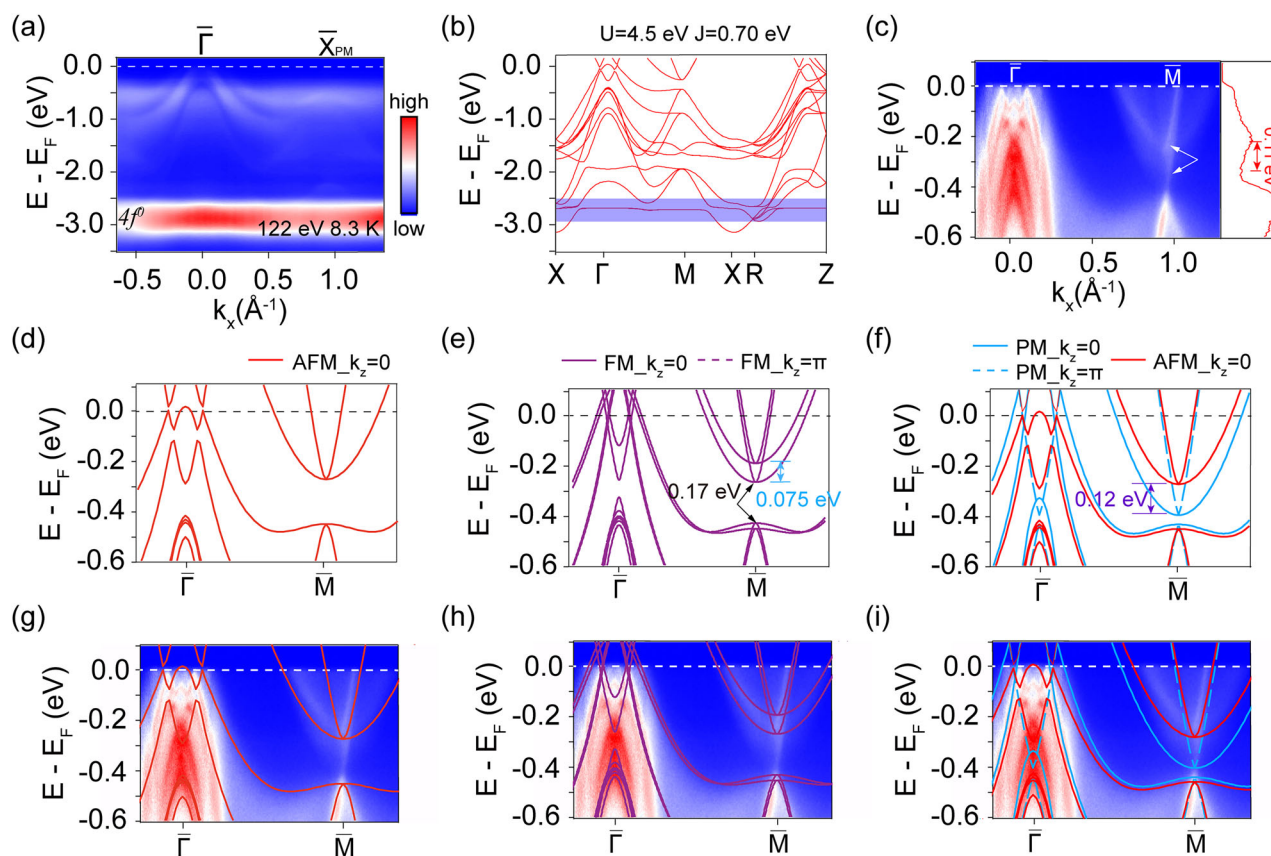 (a)
Γ̅
X̅PM
0.0
-1.0
-2.0
-3.0
E - EF (eV)
4f⁰
122 eV 8.3 K
high
low
-0.5
0.0
0.5
1.0
kx(Å⁻¹)
(b)
U=4.5 eV J=0.70 eV
0.0
-1.0
-2.0
-3.0
E - EF (eV)
X
Γ
M
X
R
Z
(c)
Γ̅
M̅
0.0
-0.2
-0.4
-0.6
E - EF (eV)
0.11eV
0.0
0.5
1.0
kx(Å⁻¹)
(d)
AFM_kz=0
0.0
-0.2
-0.4
-0.6
E - EF (eV)
Γ̅
M̅
(e)
FM_kz=0
FM_kz=π
0.0
-0.2
-0.4
-0.6
E - EF (eV)
0.17 eV
0.075 eV
Γ̅
M̅
(f)
PM_kz=0
AFM_kz=0
PM_kz=π
0.0
-0.2
-0.4
-0.6
E - EF (eV)
0.12 eV
Γ̅
M̅
(g)
0.0
-0.2
-0.4
-0.6
E - EF (eV)
Γ̅
M̅
(h)
0.0
-0.2
-0.4
-0.6
E - EF (eV)
Γ̅
M̅
(i)
0.0
-0.2
-0.4
-0.6
E - EF (eV)
Γ̅
M̅